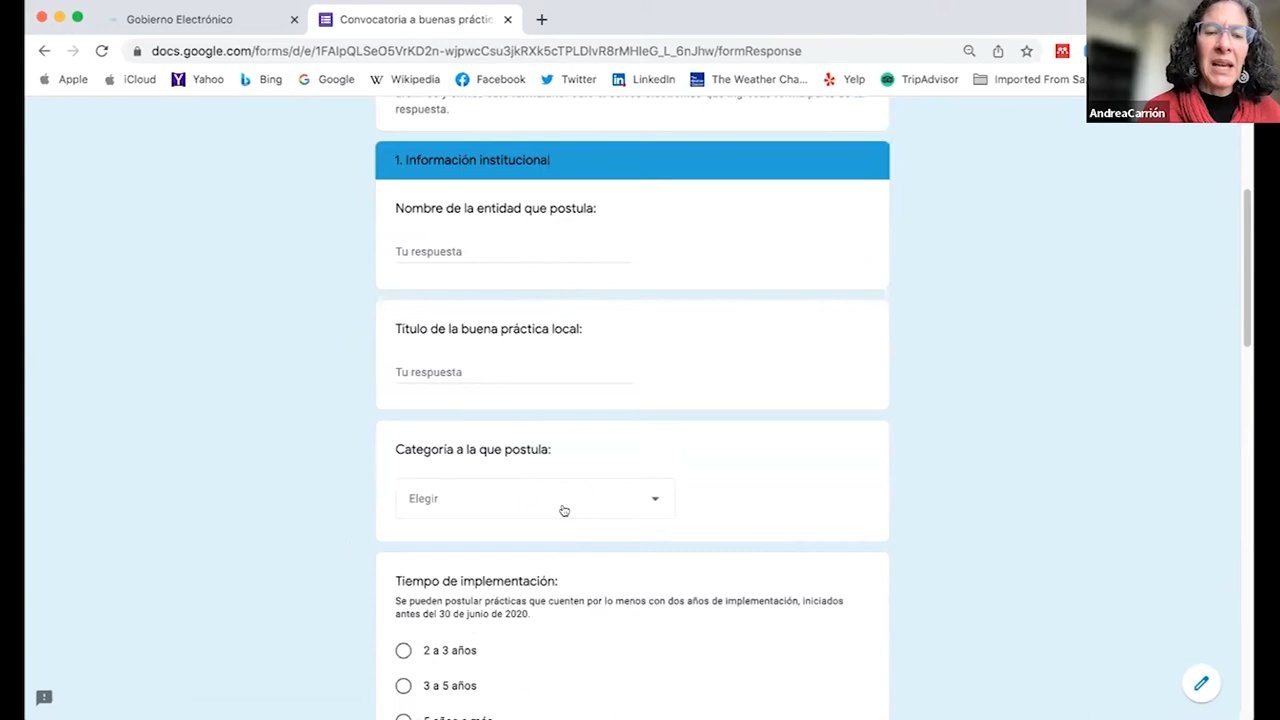 Gobierno Electrónico
Convocatoria a buenas práctic
docs.google.com/forms/d/e/1FAIpQLSeO5VrKD2n-wjpwcCsu3jkRXk5cTPLDlvR8rMHIeG_L_6nJhw/formResponse
Apple iCloud Yahoo Bing Google Wikipedia Facebook Twitter LinkedIn The Weather Cha... Yelp TripAdvisor Imported From Sa
AndreaCarrión
respuesta.
1. Información institucional
Nombre de la entidad que postula:
Tu respuesta
Título de la buena práctica local:
Tu respuesta
Categoría a la que postula:
Elegir
Tiempo de implementación:
Se pueden postular prácticas que cuenten por lo menos con dos años de implementación, iniciados
antes del 30 de junio de 2020.
2 a 3 años
3 a 5 años
5 años o más